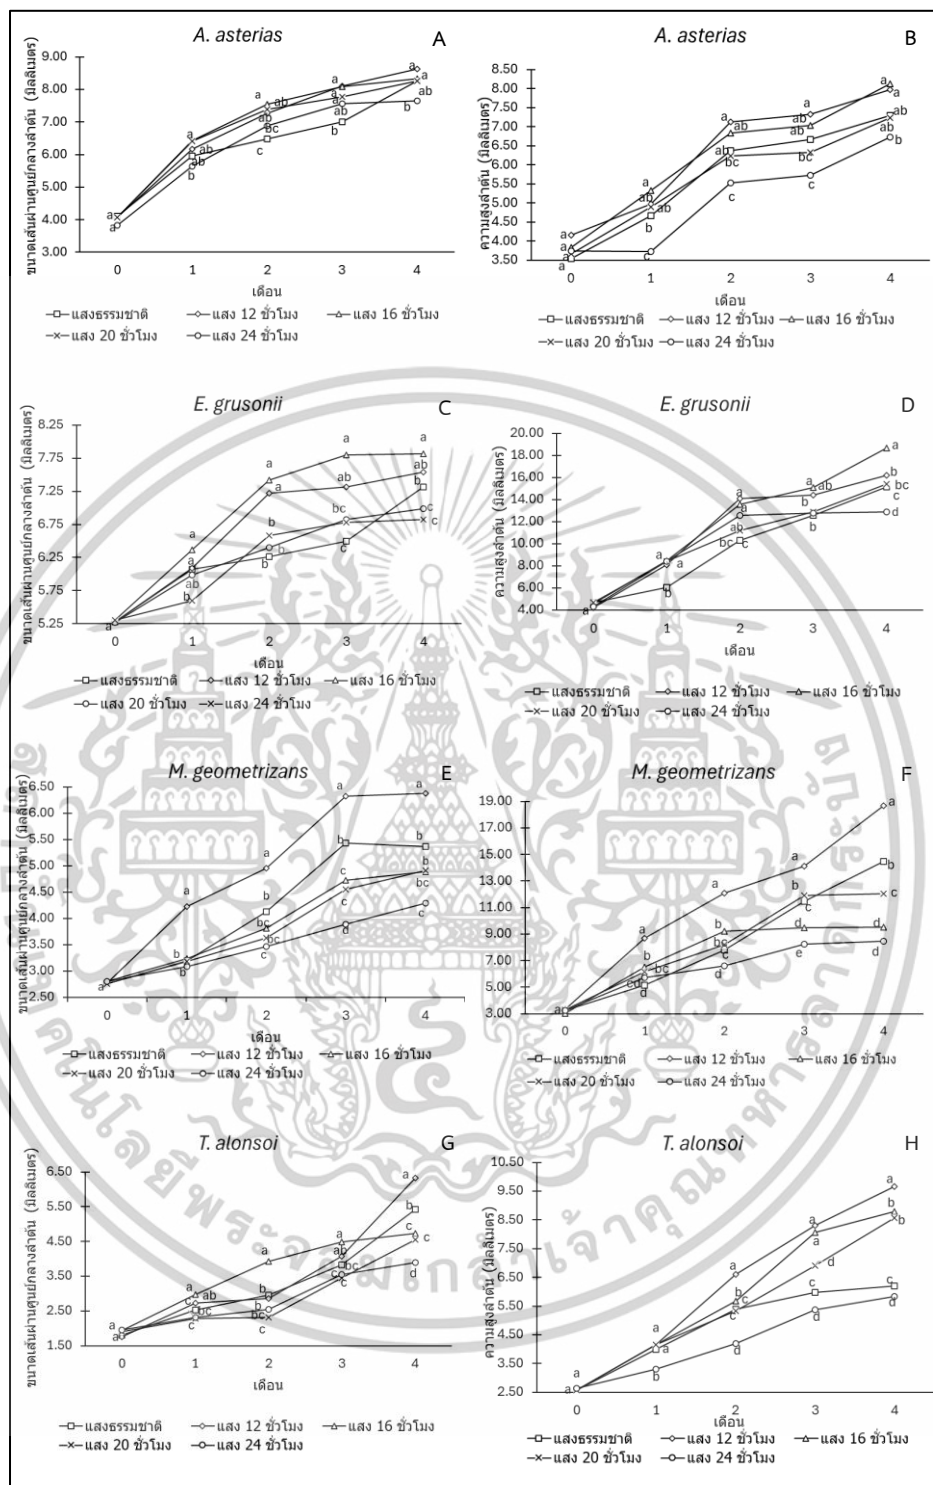 A. asterias A
ขนาดเส้นผ่านศูนย์กลางลำต้น (มิลลิเมตร)
9.00
8.00
7.00
6.00
5.00
4.00
3.00
a a a a
a ab a a
a ab ab ab ab
ab bc b b
b c
a
0 1 2 3 4
เดือน
แสงธรรมชาติ แสง 12 ชั่วโมง แสง 16 ชั่วโมง
แสง 20 ชั่วโมง แสง 24 ชั่วโมง
A. asterias B
ความสูงลำต้น (มิลลิเมตร)
8.50
8.00
7.50
7.00
6.50
6.00
5.50
5.00
4.50
4.00
3.50
a a a a
a ab ab ab a
a ab ab ab ab
a b bc bc ab
a c c c b
0 1 2 3 4
เดือน
แสงธรรมชาติ แสง 12 ชั่วโมง แสง 16 ชั่วโมง
แสง 20 ชั่วโมง แสง 24 ชั่วโมง
E. grusonii C
ขนาดเส้นผ่านศูนย์กลางลำต้น (มิลลิเมตร)
8.25
7.75
7.25
6.75
6.25
5.75
5.25
a a a a
a a ab ab
a b bc b
ab b c c
a b b c
0 1 2 3 4
เดือน
แสงธรรมชาติ แสง 12 ชั่วโมง แสง 16 ชั่วโมง
แสง 20 ชั่วโมง แสง 24 ชั่วโมง
E. grusonii D
ความสูงลำต้น (มิลลิเมตร)
20.00
18.00
16.00
14.00
12.00
10.00
8.00
6.00
4.00
a a a a
a a ab b
ab b bc
bc b c
a b c d
0 1 2 3 4
เดือน
แสงธรรมชาติ แสง 12 ชั่วโมง แสง 16 ชั่วโมง
แสง 20 ชั่วโมง แสง 24 ชั่วโมง
M. geometrizans E
ขนาดเส้นผ่านศูนย์กลางลำต้น (มิลลิเมตร)
6.50
6.00
5.50
5.00
4.50
4.00
3.50
3.00
2.50
a a a a
b b b b
bc c b
bc c bc
a b c d c
0 1 2 3 4
เดือน
แสงธรรมชาติ แสง 12 ชั่วโมง แสง 16 ชั่วโมง
แสง 20 ชั่วโมง แสง 24 ชั่วโมง
M. geometrizans F
19.00
17.00
15.00
13.00
11.00
9.00
7.00
5.00
3.00
a a a a
b b b b
bc bc c c
cd c d d
a d d e d
0 1 2 3 4
เดือน
แสงธรรมชาติ แสง 12 ชั่วโมง แสง 16 ชั่วโมง
แสง 20 ชั่วโมง แสง 24 ชั่วโมง
T. alonsoi G
ขนาดเส้นผ่านศูนย์กลางลำต้น (มิลลิเมตร)
6.50
5.50
4.50
3.50
2.50
1.50
a a a a a
ab b ab b
bc b bc c
a c bc c c
c d
0 1 2 3 4
เดือน
แสงธรรมชาติ แสง 12 ชั่วโมง แสง 16 ชั่วโมง
แสง 20 ชั่วโมง แสง 24 ชั่วโมง
T. alonsoi H
ความสูงลำต้น (มิลลิเมตร)
10.50
9.50
8.50
7.50
6.50
5.50
4.50
3.50
2.50
a a a a a
b a b
a c d b
c c c
a b d d d
0 1 2 3 4
เดือน
แสงธรรมชาติ แสง 12 ชั่วโมง แสง 16 ชั่วโมง
แสง 20 ชั่วโมง แสง 24 ชั่วโมง